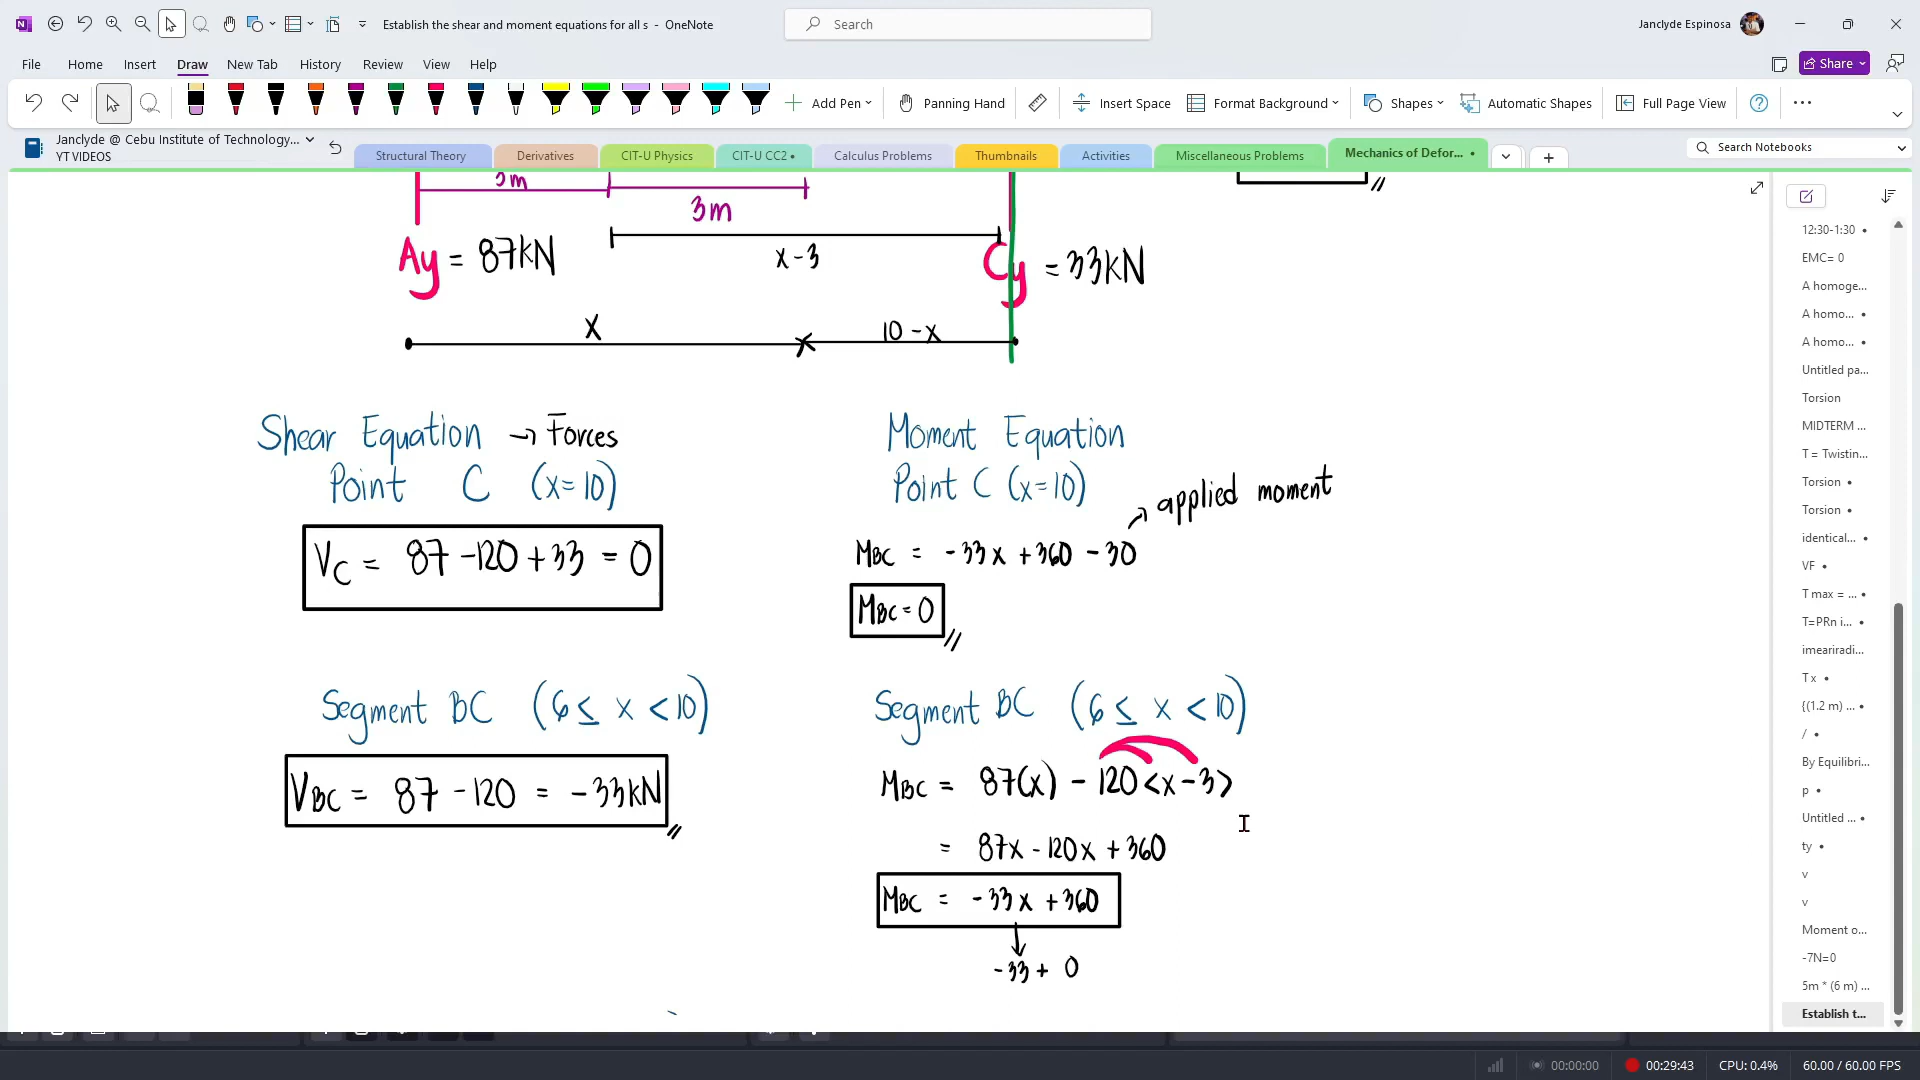 Establish the shear and moment equations for all s - OneNote
Search
Janclyde Espinosa
File Home Insert Draw New Tab History Review View Help
Share
Add Pen
Panning Hand
Insert Space
Format Background
Shapes
Automatic Shapes
Full Page View
Janclyde @ Cebu Institute of Technology...
YT VIDEOS
Structural Theory
Derivatives
CIT-U Physics
CIT-U CC2
Calculus Problems
Thumbnails
Activities
Miscellaneous Problems
Mechanics of Defor...
Search Notebooks
3m
3m
x-3
Ay = 87kN
Cy = 33kN
x
10-x
Shear Equation → Forces
Point C (x=10)
Vc = 87 -120 +33 = 0
Moment Equation
Point C (x=10)
applied moment
MBC = -33x +360 -30
MBC = 0
Segment BC (6 ≤ x < 10)
VBC = 87 -120 = -33kN
Segment BC (6 ≤ x < 10)
MBC = 87(x) - 120<x-3>
= 87x - 120x + 360
MBC = -33x +360
-33 + 0
12:30-1:30
EMC= 0
A homoge...
A homo...
A homo...
Untitled pa...
Torsion
MIDTERM ...
T = Twistin...
Torsion
Torsion
identical...
VF
T max = ...
T=PRn i...
imeariradi...
T x
{(1.2 m) ...
/
By Equilibri...
p
Untitled ...
ty
v
v
Moment o...
-7N=0
5m * (6 m) ...
Establish t...
00:00:00
00:29:43
CPU: 0.4%
60.00 / 60.00 FPS